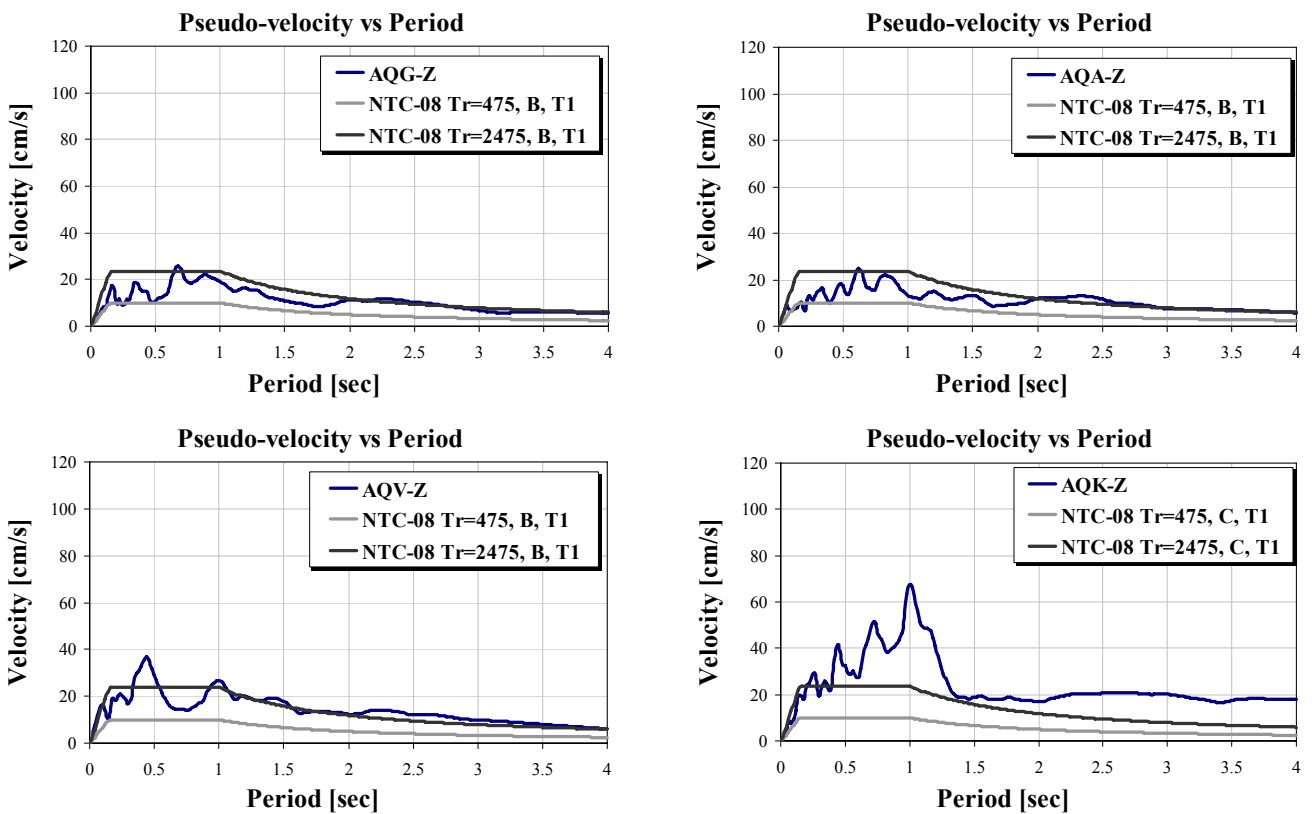 Pseudo-velocity vs Period
120
100
80
60
40
20
0
Velocity [cm/s]
AQG-Z
NTC-08 Tr=475, B, T1
NTC-08 Tr=2475, B, T1
0 0.5 1 1.5 2 2.5 3 3.5 4
Period [sec]
Pseudo-velocity vs Period
120
100
80
60
40
20
0
Velocity [cm/s]
AQA-Z
NTC-08 Tr=475, B, T1
NTC-08 Tr=2475, B, T1
0 0.5 1 1.5 2 2.5 3 3.5 4
Period [sec]
Pseudo-velocity vs Period
120
100
80
60
40
20
0
Velocity [cm/s]
AQV-Z
NTC-08 Tr=475, B, T1
NTC-08 Tr=2475, B, T1
0 0.5 1 1.5 2 2.5 3 3.5 4
Period [sec]
Pseudo-velocity vs Period
120
100
80
60
40
20
0
Velocity [cm/s]
AQK-Z
NTC-08 Tr=475, C, T1
NTC-08 Tr=2475, C, T1
0 0.5 1 1.5 2 2.5 3 3.5 4
Period [sec]